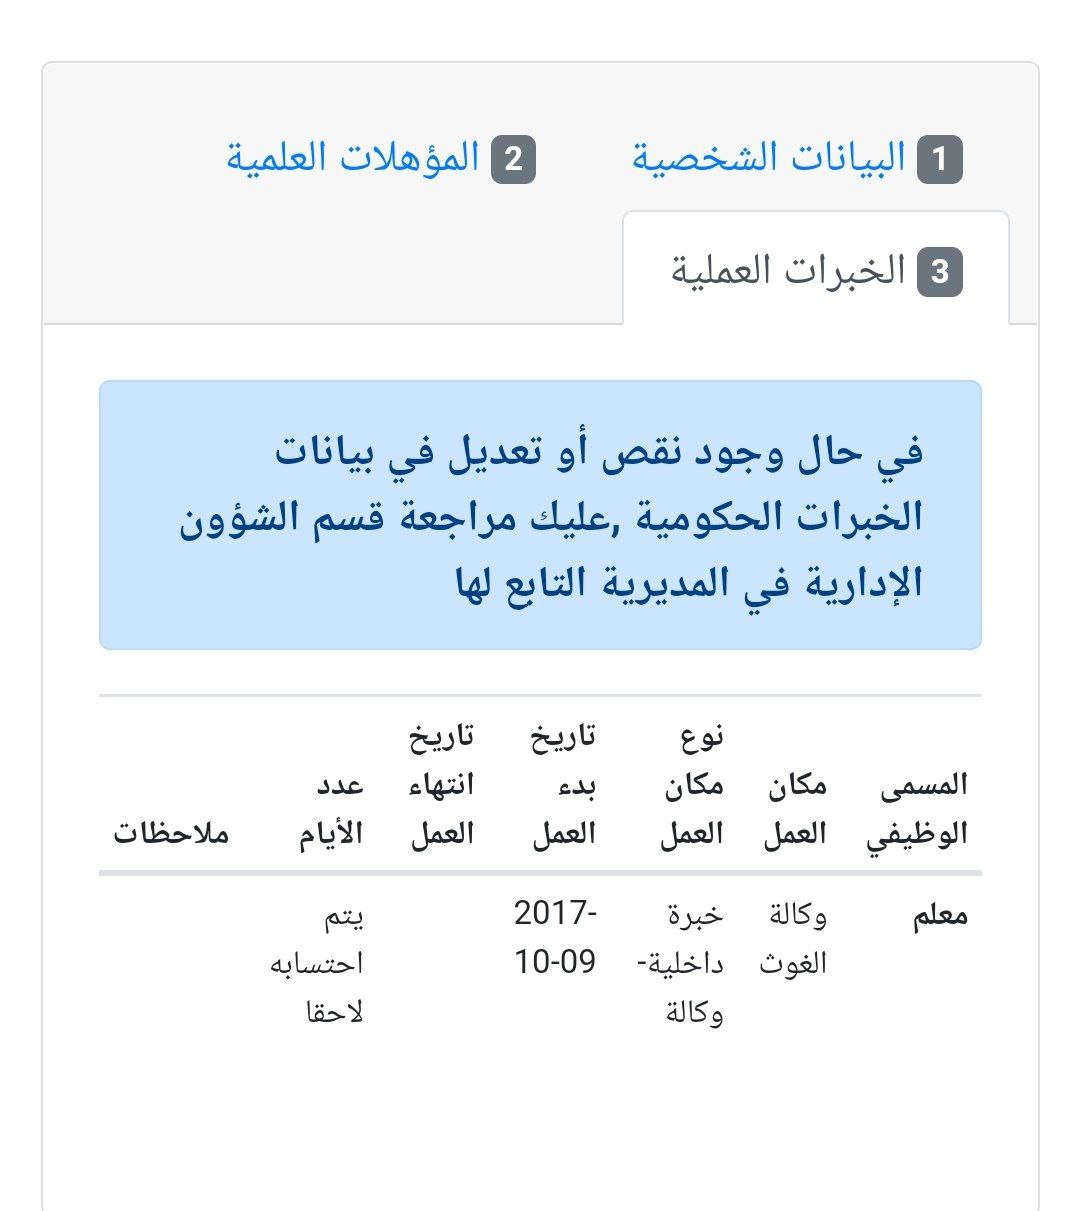 1 البيانات الشخصية
2 المؤهلات العلمية
3 الخبرات العملية
في حال وجود نقص أو تعديل في بيانات
الخبرات الحكومية ,عليك مراجعة قسم الشؤون
الإدارية في المديرية التابع لها
المسمى الوظيفي
مكان العمل
نوع مكان العمل
تاريخ بدء العمل
تاريخ انتهاء العمل
عدد الأيام
ملاحظات
معلم
وكالة الغوث
خبرة داخلية- وكالة
2017-10-09
يتم احتسابه لاحقا